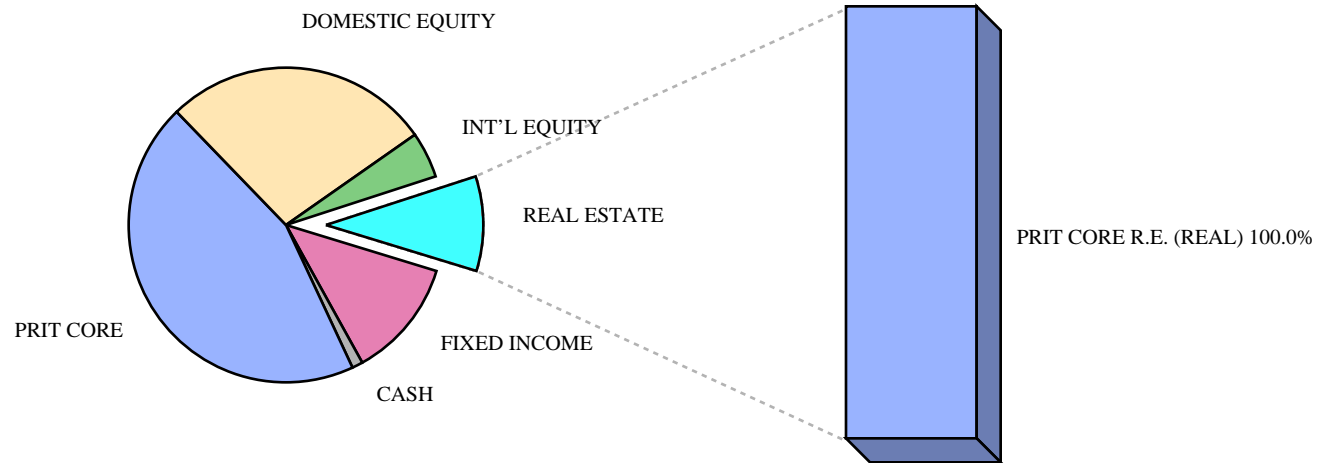 DOMESTIC EQUITY
INT’L EQUITY
REAL ESTATE
PRIT CORE R.E. (REAL) 100.0%
PRIT CORE
FIXED INCOME
CASH